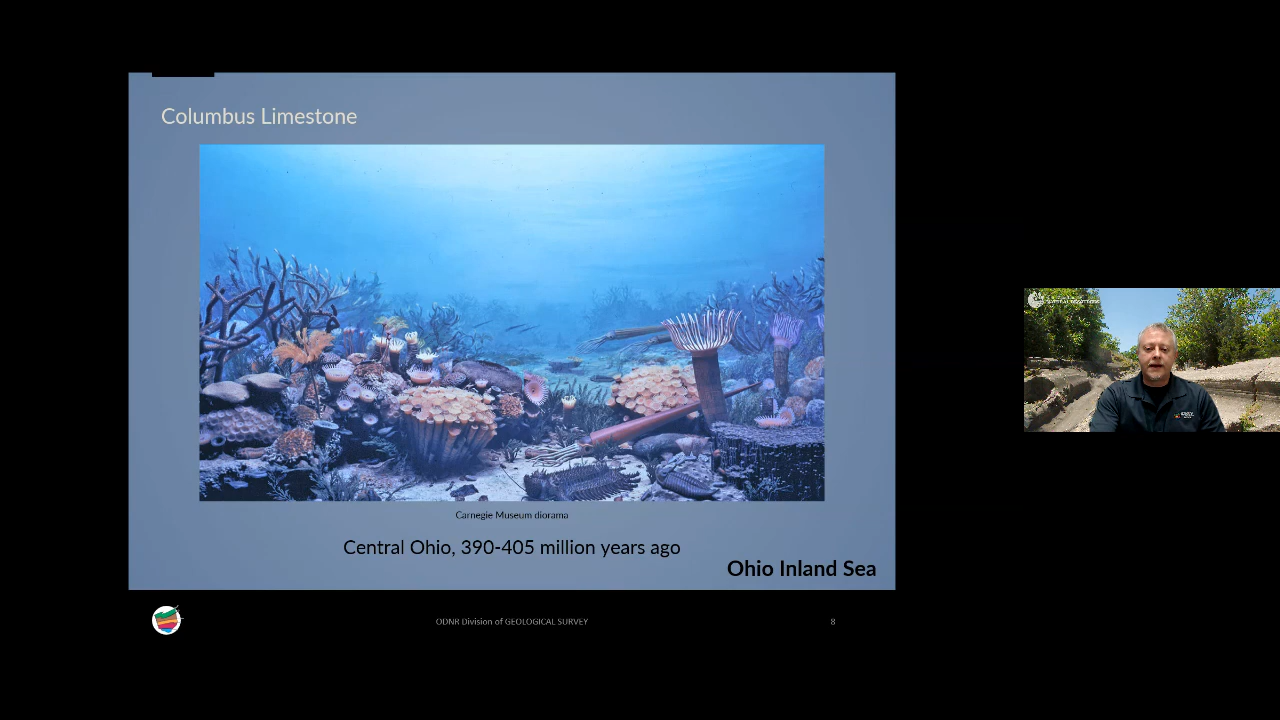 Columbus Limestone
Carnegie Museum diorama
Central Ohio, 390-405 million years ago
Ohio Inland Sea
ODNR Division of GEOLOGICAL SURVEY
8